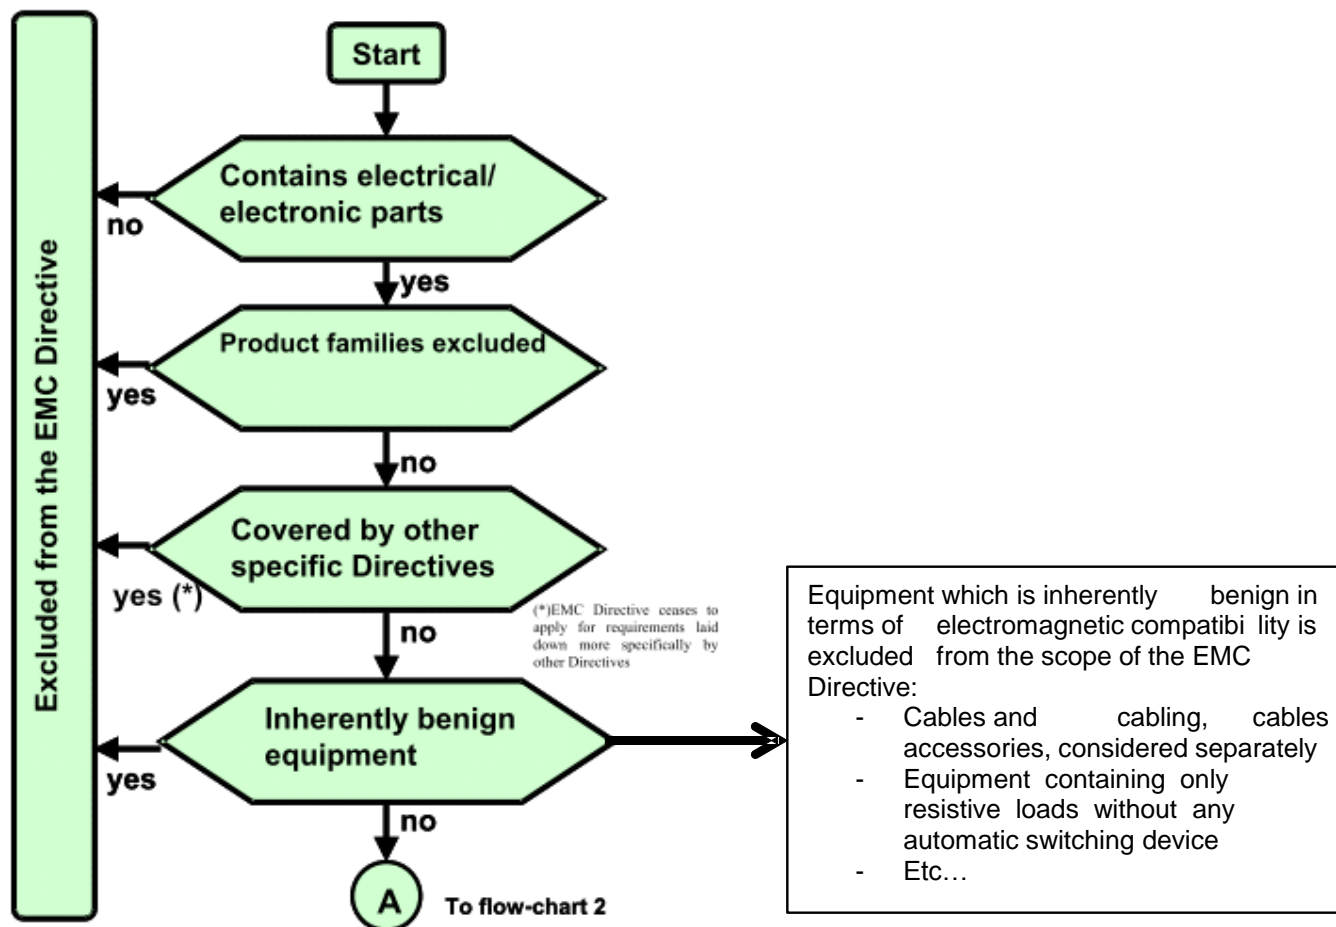 Start
Contains electrical/
electronic parts
no
yes
Product families excluded
yes
no
Covered by other
specific Directives
yes (*)
no
(*)EMC Directive ceases to
apply for requirements laid
down more specifically by
other Directives
Inherently benign
equipment
yes
no
A
To flow-chart 2
Excluded from the EMC Directive
Equipment which is inherently benign in
terms of electromagnetic compatibi lity is
excluded from the scope of the EMC
Directive:
- Cables and cabling, cables
accessories, considered separately
- Equipment containing only
resistive loads without any
automatic switching device
- Etc…